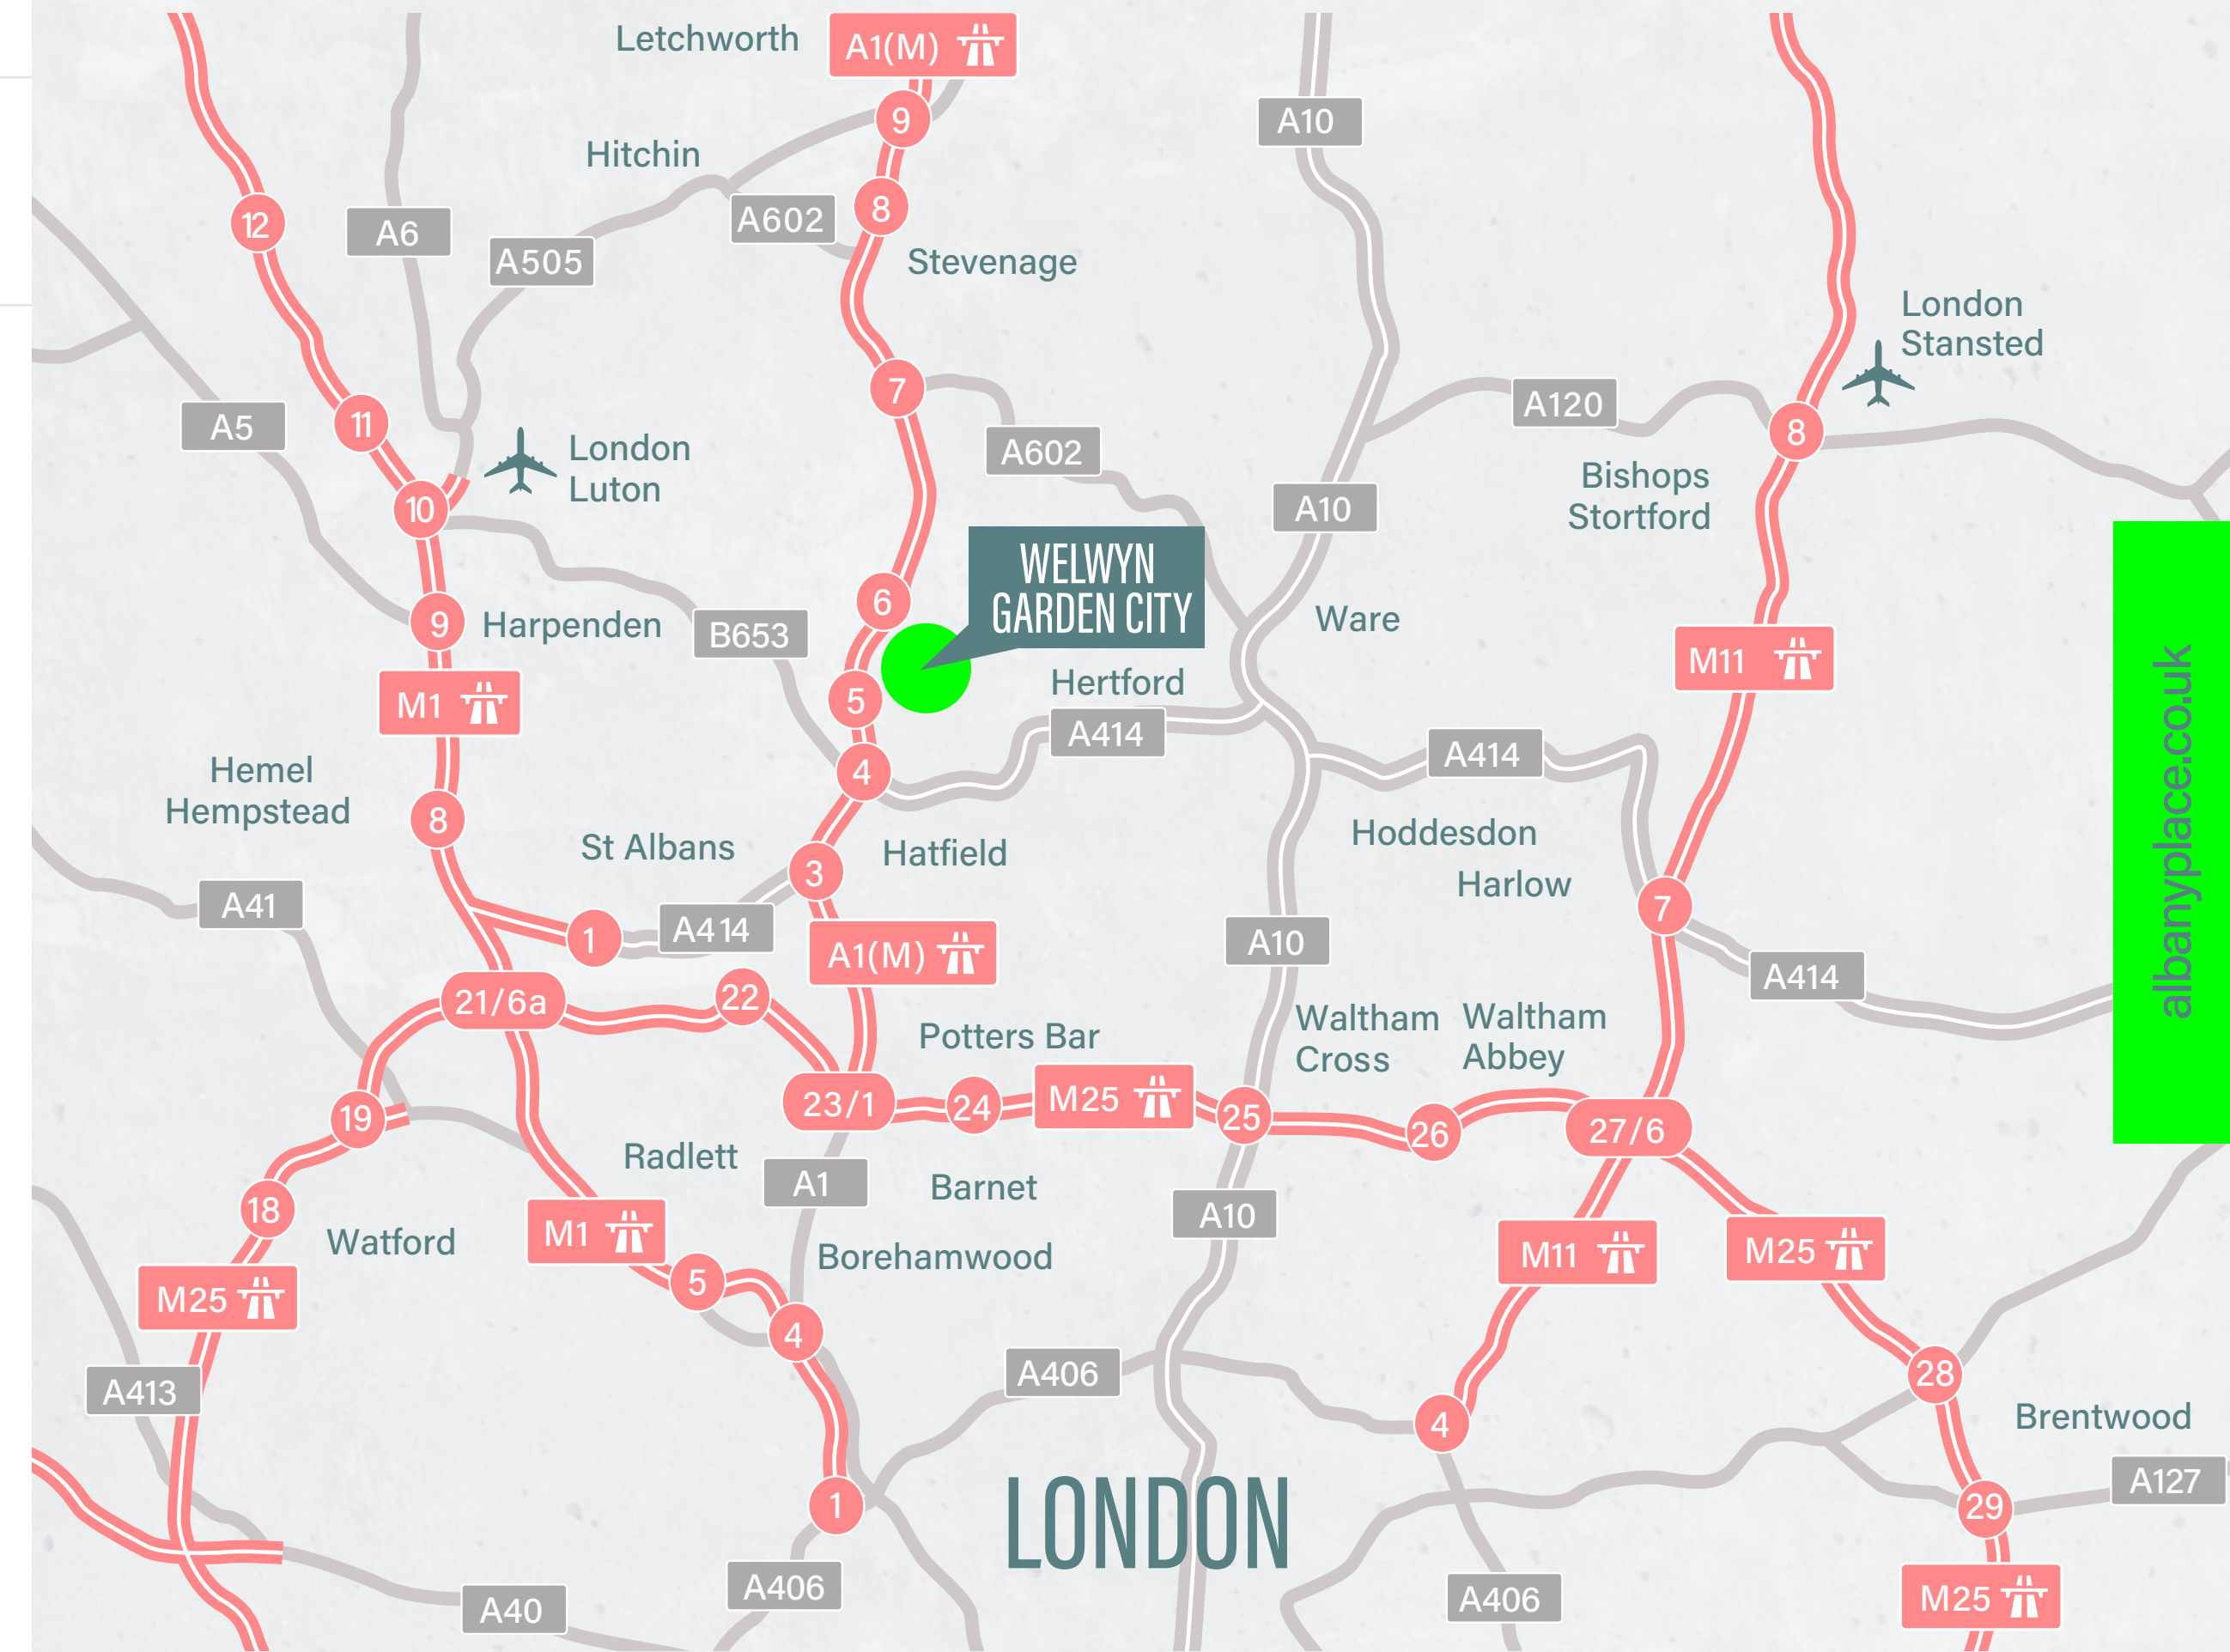 Letchworth
A1(M)
9
A10
Hitchin
12
A6
A602
8
A505
Stevenage
London
Stansted
7
A120
8
A5
11
London
Luton
A602
Bishops
Stortford
10
A10
WELWYN
GARDEN CITY
6
9
Harpenden
B653
Ware
M11
albanyplace.co.uk
M1
5
Hertford
A414
A414
Hemel
Hempstead
4
8
St Albans
Hatfield
Hoddesdon
3
Harlow
A41
7
1
A414
A1(M)
A10
A414
21/6a
22
Potters Bar
Waltham
Cross
Waltham
Abbey
19
23/1
24
M25
25
26
27/6
Radlett
A1
Barnet
18
A10
Watford
M1
Borehamwood
M11
M25
5
M25
4
A406
28
A413
4
Brentwood
A127
1
LONDON
29
A406
A40
A406
M25